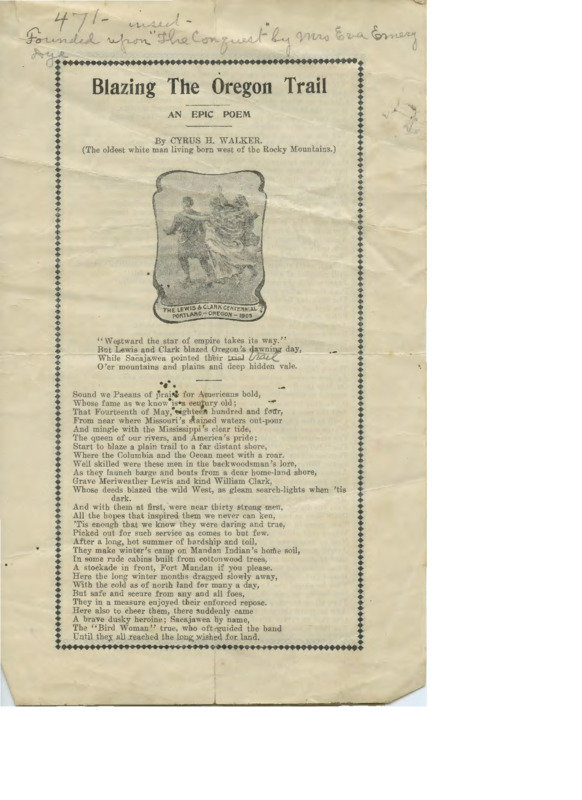 471- insert-
Founded upon "The Conquest" by Mrs Eva Emery
Dye.
Blazing The Oregon Trail
AN EPIC POEM
By CYRUS H. WALKER.
(The oldest white man living born west of the Rocky Mountains.)
THE LEWIS & CLARK CENTENNIAL
PORTLAND - OREGON - 1905
"Westward the star of empire takes its way."
But Lewis and Clark blazed Oregon's dawning day,
While Sacajawea pointed their trail
O'er mountains and plains and deep hidden vale.
Sound we Paeans of praise for Americans bold,
Whose fame as we know is a century old;
That Fourteenth of May, eighteen hundred and four,
From near where Missouri's stained waters out-pour
And mingle with the Mississippi's clear tide,
The queen of our rivers, and America's pride;
Start to blaze a plain trail to a far distant shore,
Where the Columbia and the Ocean meet with a roar.
Well skilled were these men in the backwoodsman's lore,
As they launch barge and boats from a dear home-land shore,
Grave Meriweather Lewis and kind William Clark,
Whose deeds blazed the wild West, as gleam search-lights when 'tis
dark.
And with them at first, were near thirty strong men,
All the hopes that inspired them we never can ken,
'Tis enough that we know they were daring and true,
Picked out for such service as comes to but few.
After a long, hot summer of hardship and toil,
They make winter's camp on Mandan Indian's home soil,
In some rude cabins built from cottonwood trees,
A stockade in front, Fort Mandan if you please.
Here the long winter months dragged slowly away,
With the cold as of north land for many a day,
But safe and secure from any and all foes,
They in a measure enjoyed their enforced repose.
Here also to cheer them, there suddenly came
A brave dusky heroine; Sacajawea by name,
The "Bird Woman" true, who oft guided the band
Until they all reached the long wished for land.